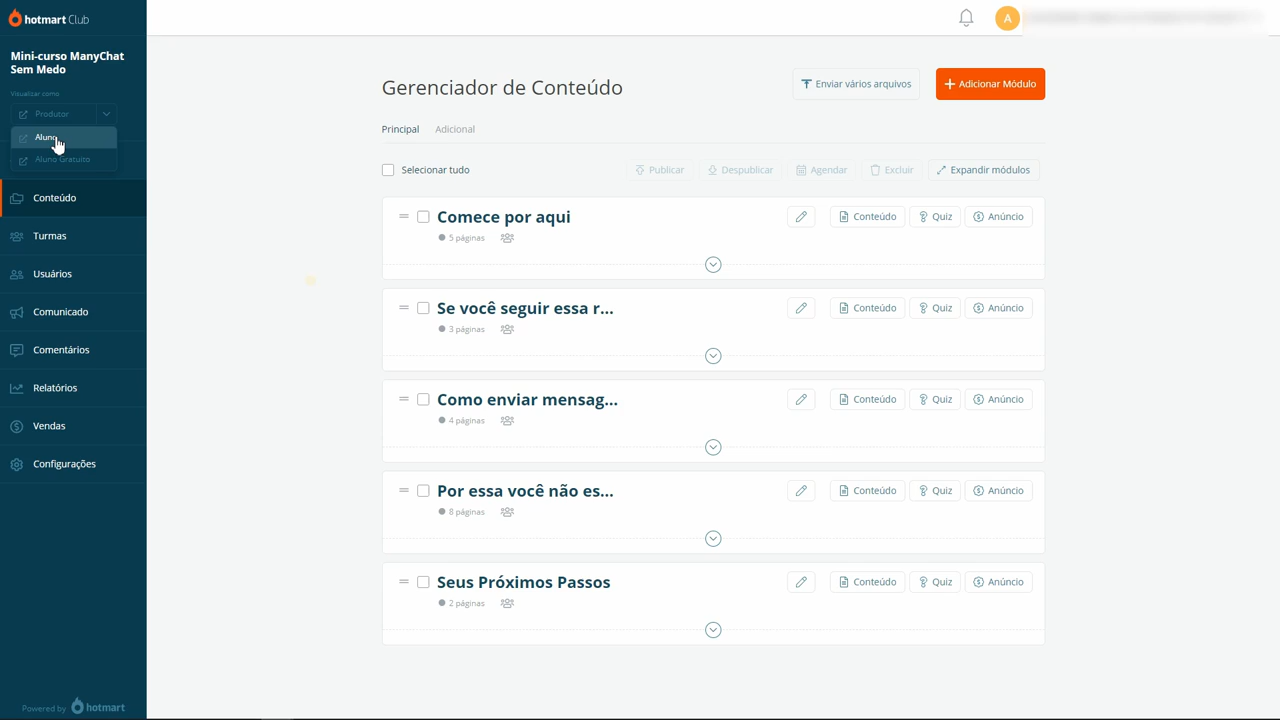 hotmart Club
Mini-curso ManyChat
Sem Medo
Visualizar como
Produtor
Aluno
Aluno Gratuito
Conteúdo
Turmas
Usuários
Comunicado
Comentários
Relatórios
Vendas
Configurações
Powered by hotmart
A
Gerenciador de Conteúdo
Enviar vários arquivos
Adicionar Módulo
Principal Adicional
Selecionar tudo
Publicar Despublicar Agendar Excluir Expandir módulos
Comece por aqui
Conteúdo Quiz Anúncio
5 páginas
Se você seguir essa r...
Conteúdo Quiz Anúncio
3 páginas
Como enviar mensag...
Conteúdo Quiz Anúncio
4 páginas
Por essa você não es...
Conteúdo Quiz Anúncio
8 páginas
Seus Próximos Passos
Conteúdo Quiz Anúncio
2 páginas